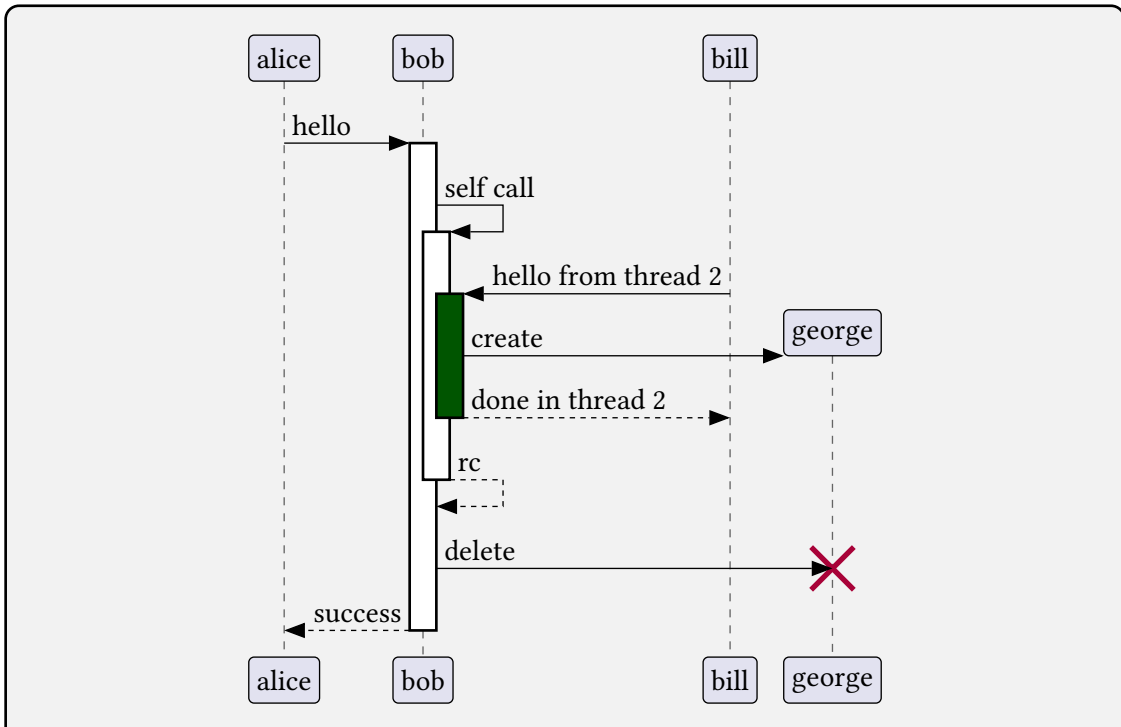 alice
bob
bill
hello
self call
hello from thread 2
george
create
done in thread 2
rc
delete
success
alice
bob
bill
george